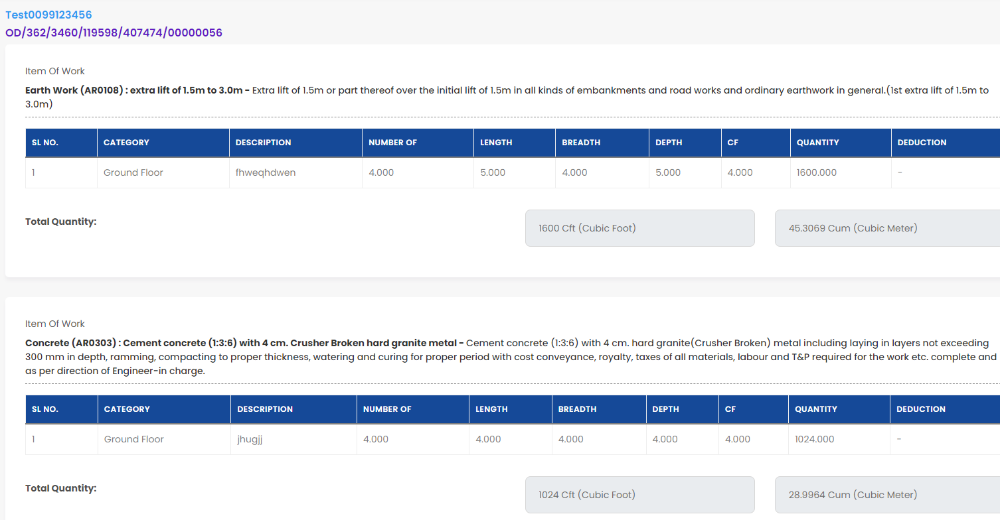 Test0099123456
OD/362/3460/119598/407474/00000056
Item Of Work
Earth Work (AR0108) : extra lift of 1.5m to 3.0m - Extra lift of 1.5m or part thereof over the initial lift of 1.5m in all kinds of embankments and road works and ordinary earthwork in general.(1st extra lift of 1.5m to
3.0m)
SL NO. CATEGORY DESCRIPTION NUMBER OF LENGTH BREADTH DEPTH CF QUANTITY DEDUCTION
1 Ground Floor fhweqhdwen 4.000 5.000 4.000 5.000 4.000 1600.000 -
Total Quantity: 1600 Cft (Cubic Foot) 45.3069 Cum (Cubic Meter)
Item Of Work
Concrete (AR0303) : Cement concrete (1:3:6) with 4 cm. Crusher Broken hard granite metal - Cement concrete (1:3:6) with 4 cm. hard granite(Crusher Broken) metal including laying in layers not exceeding
300 mm in depth, ramming, compacting to proper thickness, watering and curing for proper period with cost conveyance, royalty, taxes of all materials, labour and T&P required for the work etc. complete and
as per direction of Engineer-in charge.
SL NO. CATEGORY DESCRIPTION NUMBER OF LENGTH BREADTH DEPTH CF QUANTITY DEDUCTION
1 Ground Floor jhugjj 4.000 4.000 4.000 4.000 4.000 1024.000 -
Total Quantity: 1024 Cft (Cubic Foot) 28.9964 Cum (Cubic Meter)